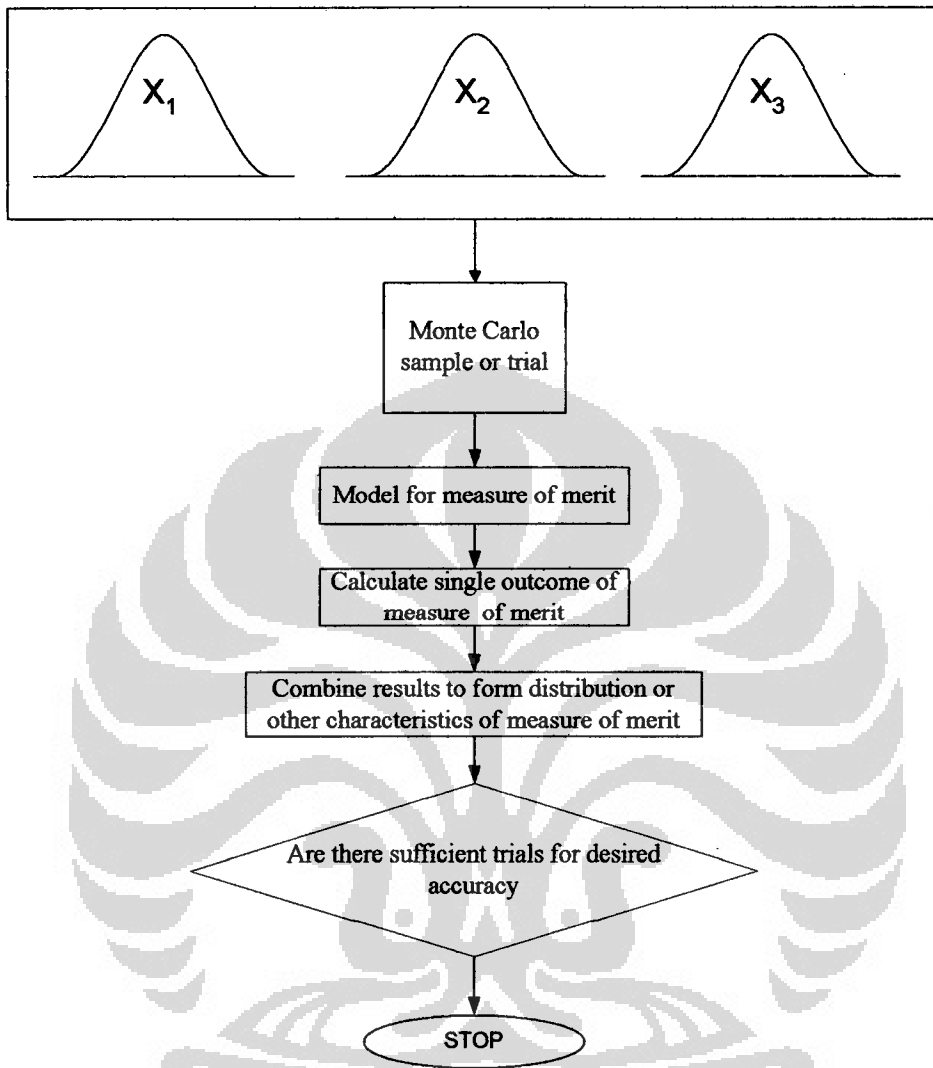 X1
X2
X3
Monte Carlo
sample or trial
Model for measure of merit
Calculate single outcome of
measure of merit
Combine results to form distribution or
other characteristics of measure of merit
Are there sufficient trials for desired
accuracy
STOP